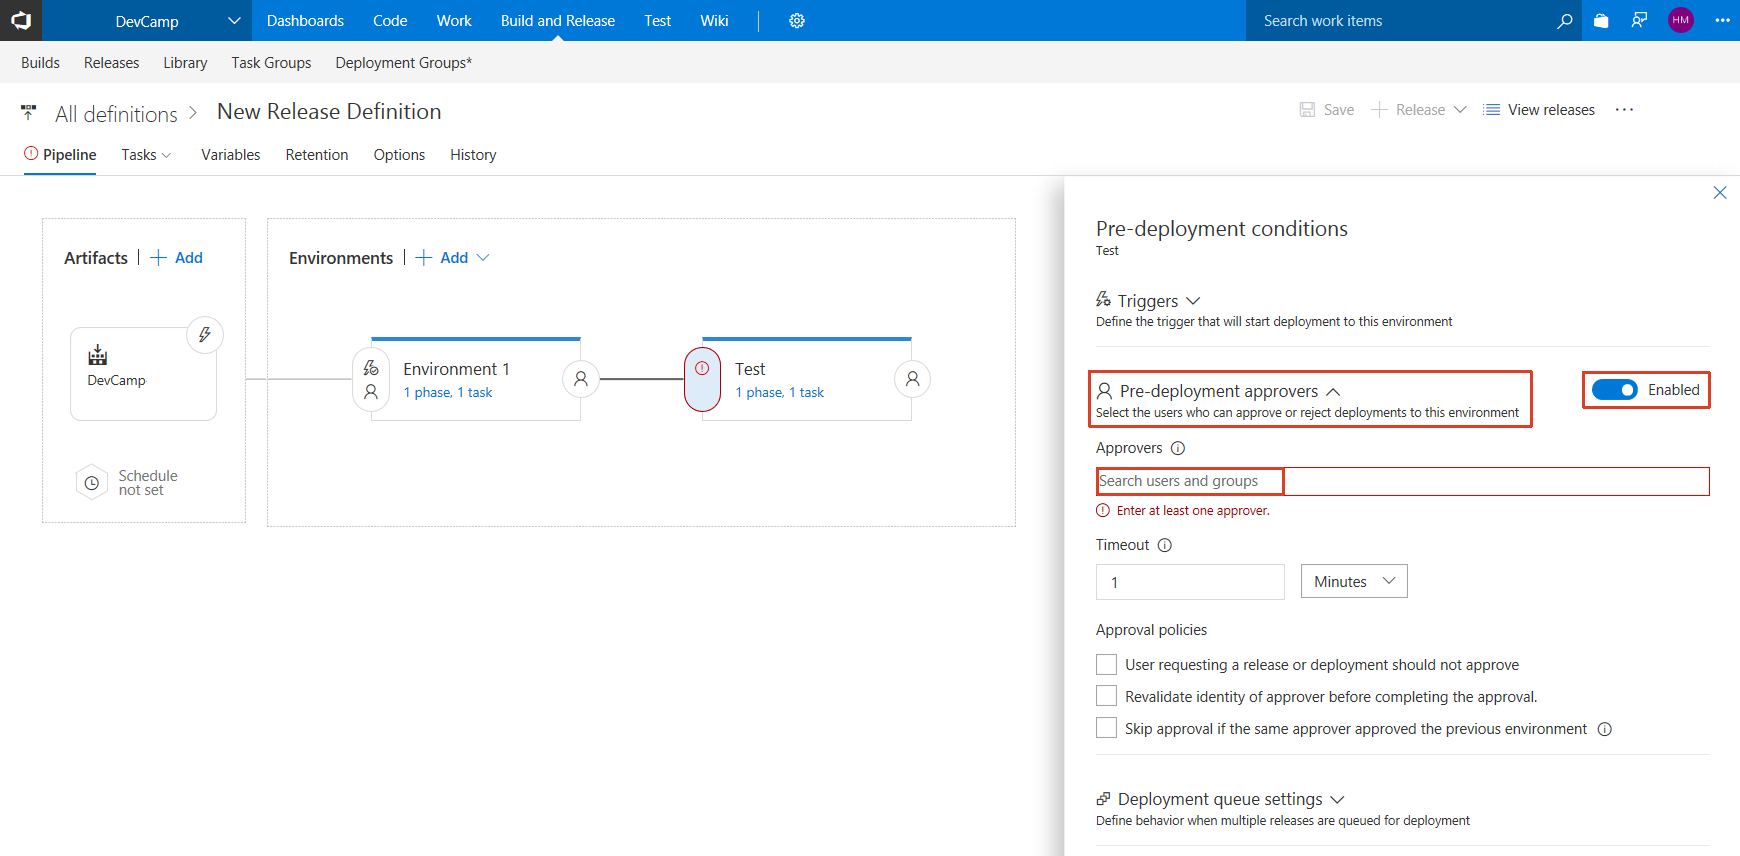 DevCamp
Dashboards Code Work Build and Release Test Wiki
Search work items
HM
Builds Releases Library Task Groups Deployment Groups*
All definitions New Release Definition
Save Release View releases
Pipeline Tasks Variables Retention Options History
Artifacts Add
DevCamp
Schedule
not set
Environments Add
Environment 1
1 phase, 1 task
Test
1 phase, 1 task
Pre-deployment conditions
Test
Triggers
Define the trigger that will start deployment to this environment
Pre-deployment approvers
Enabled
Select the users who can approve or reject deployments to this environment
Approvers
Search users and groups
Enter at least one approver.
Timeout
1 Minutes
Approval policies
User requesting a release or deployment should not approve
Revalidate identity of approver before completing the approval.
Skip approval if the same approver approved the previous environment
Deployment queue settings
Define behavior when multiple releases are queued for deployment